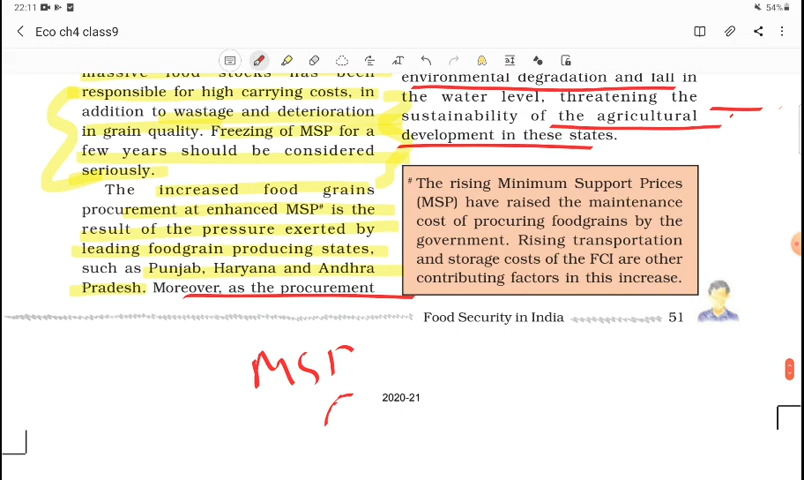 22:11
54%
Eco ch4 class9
massive food stocks has been
responsible for high carrying costs, in
addition to wastage and deterioration
in grain quality. Freezing of MSP for a
few years should be considered
seriously.
The increased food grains
procurement at enhanced MSP# is the
result of the pressure exerted by
leading foodgrain producing states,
such as Punjab, Haryana and Andhra
Pradesh. Moreover, as the procurement
environmental degradation and fall in
the water level, threatening the
sustainability of the agricultural
development in these states.
# The rising Minimum Support Prices
(MSP) have raised the maintenance
cost of procuring foodgrains by the
government. Rising transportation
and storage costs of the FCI are other
contributing factors in this increase.
Food Security in India 51
MSP
2020-21